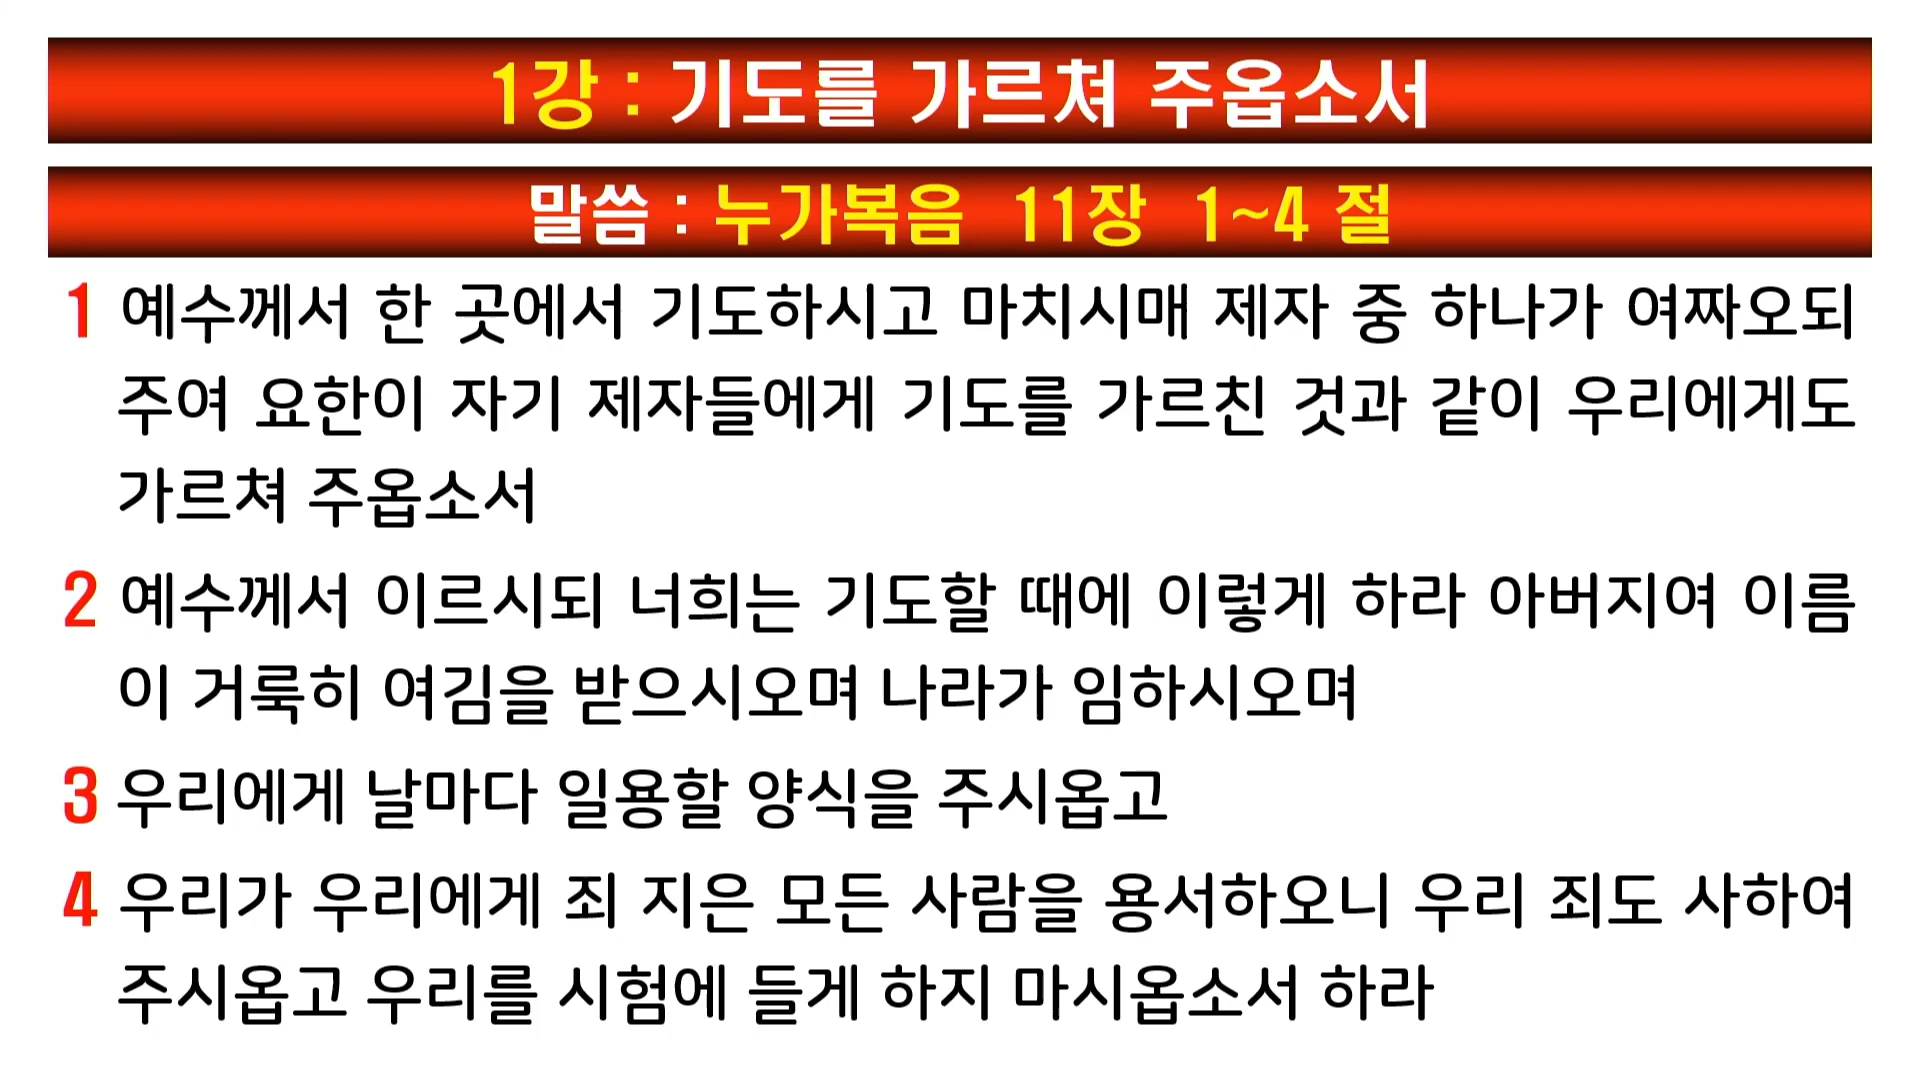 1강 : 기도를 가르쳐 주옵소서
말씀 : 누가복음 11장 1~4 절
1 예수께서 한 곳에서 기도하시고 마치시매 제자 중 하나가 여짜오되
주여 요한이 자기 제자들에게 기도를 가르친 것과 같이 우리에게도
가르쳐 주옵소서
2 예수께서 이르시되 너희는 기도할 때에 이렇게 하라 아버지여 이름
이 거룩히 여김을 받으시오며 나라가 임하시오며
3 우리에게 날마다 일용할 양식을 주시옵고
4 우리가 우리에게 죄 지은 모든 사람을 용서하오니 우리 죄도 사하여
주시옵고 우리를 시험에 들게 하지 마시옵소서 하라